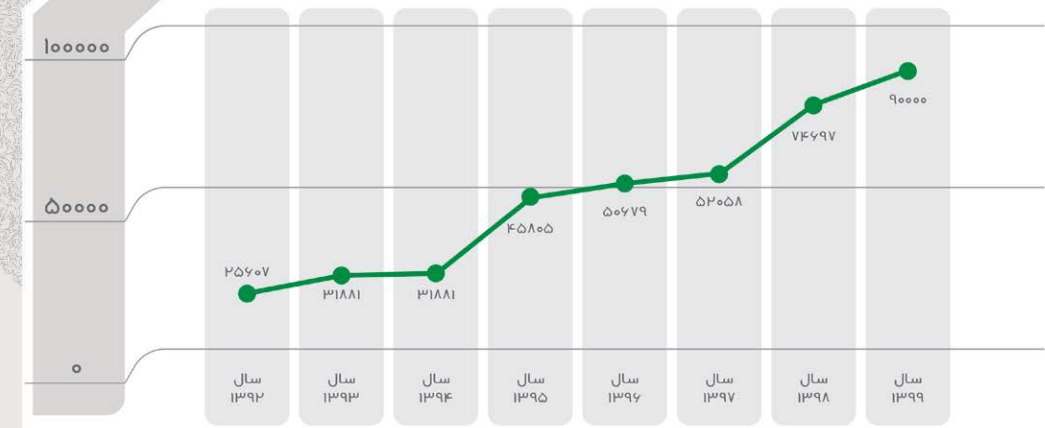 ۱۰۰۰۰۰
۵۰۰۰۰
۰
۲۵۶۰۷
۳۱۸۸۱
۳۱۸۸۱
۴۵۸۰۵
۵۰۶۷۹
۵۲۰۵۸
۷۴۶۹۷
۹۰۰۰۰
سال
۱۳۹۲
سال
۱۳۹۳
سال
۱۳۹۴
سال
۱۳۹۵
سال
۱۳۹۶
سال
۱۳۹۷
سال
۱۳۹۸
سال
۱۳۹۹